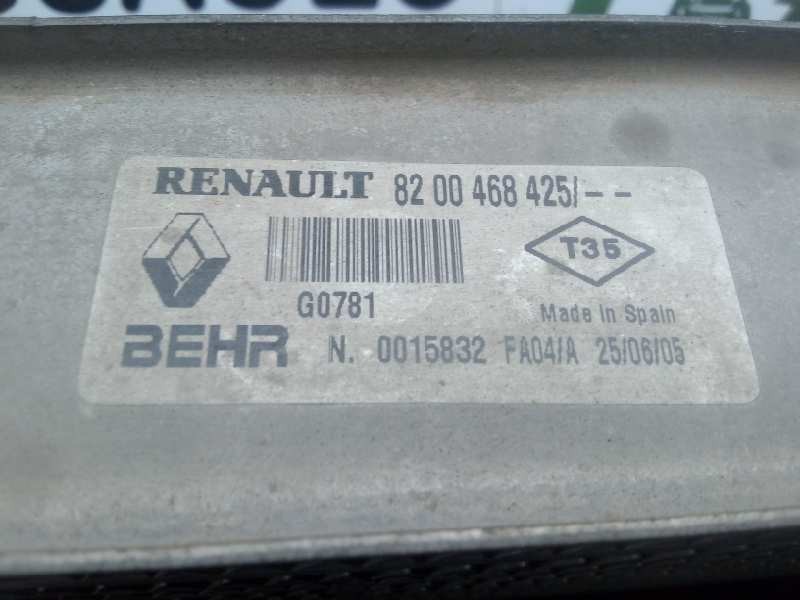 RENAULT 82 00 468 425/--
T35
G0781
Made In Spain
BEHR N. 0015832 FA04/A 25/06/05